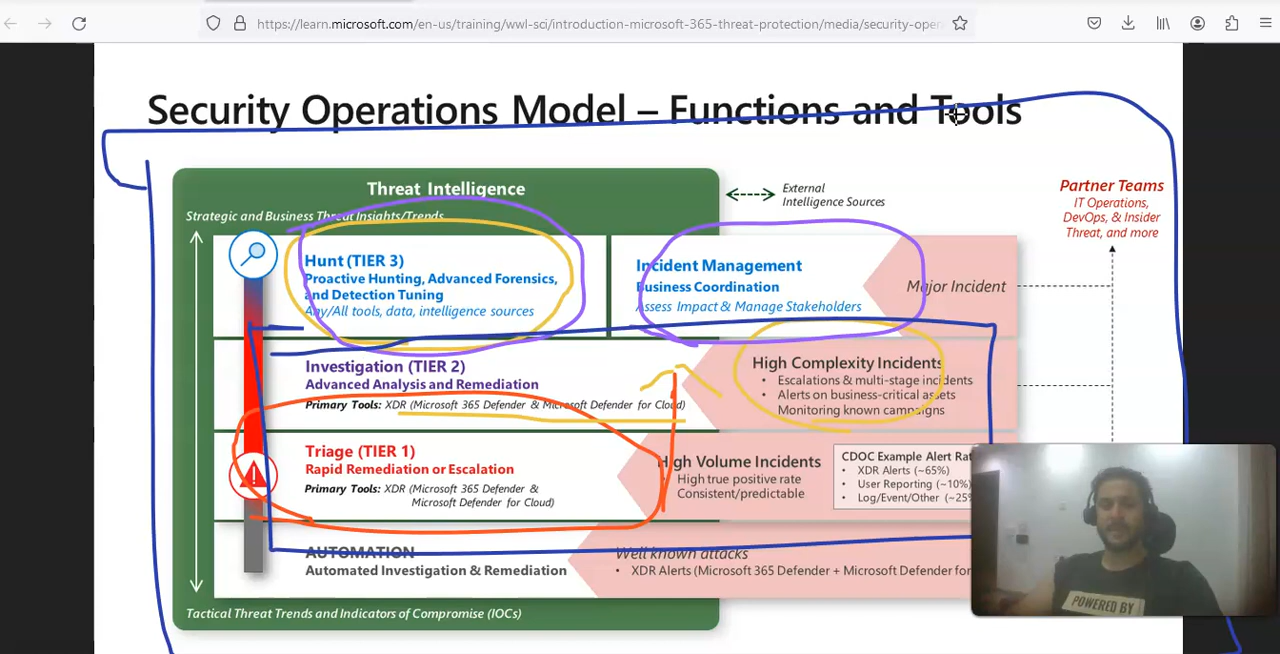 https://learn.microsoft.com/en-us/training/wwl-sci/introduction-microsoft-365-threat-protection/media/security-oper
Security Operations Model – Functions and Tools
Threat Intelligence
Strategic and Business Threat Insights/Trends
External
Intelligence Sources
Partner Teams
IT Operations,
DevOps, & Insider
Threat, and more
Hunt (TIER 3)
Proactive Hunting, Advanced Forensics,
and Detection Tuning
Any/All tools, data, intelligence sources
Incident Management
Business Coordination
Assess Impact & Manage Stakeholders
Major Incident
Investigation (TIER 2)
Advanced Analysis and Remediation
Primary Tools: XDR (Microsoft 365 Defender & Microsoft Defender for Cloud)
High Complexity Incidents
• Escalations & multi-stage incidents
• Alerts on business-critical assets
Monitoring known campaigns
Triage (TIER 1)
Rapid Remediation or Escalation
Primary Tools: XDR (Microsoft 365 Defender &
Microsoft Defender for Cloud)
High Volume Incidents
High true positive rate
Consistent/predictable
CDOC Example Alert Rat
• XDR Alerts (~65%)
• User Reporting (~10%)
• Log/Event/Other (~25%
AUTOMATION
Automated Investigation & Remediation
Well known attacks
• XDR Alerts (Microsoft 365 Defender + Microsoft Defender for
Tactical Threat Trends and Indicators of Compromise (IOCs)
POWERED BY